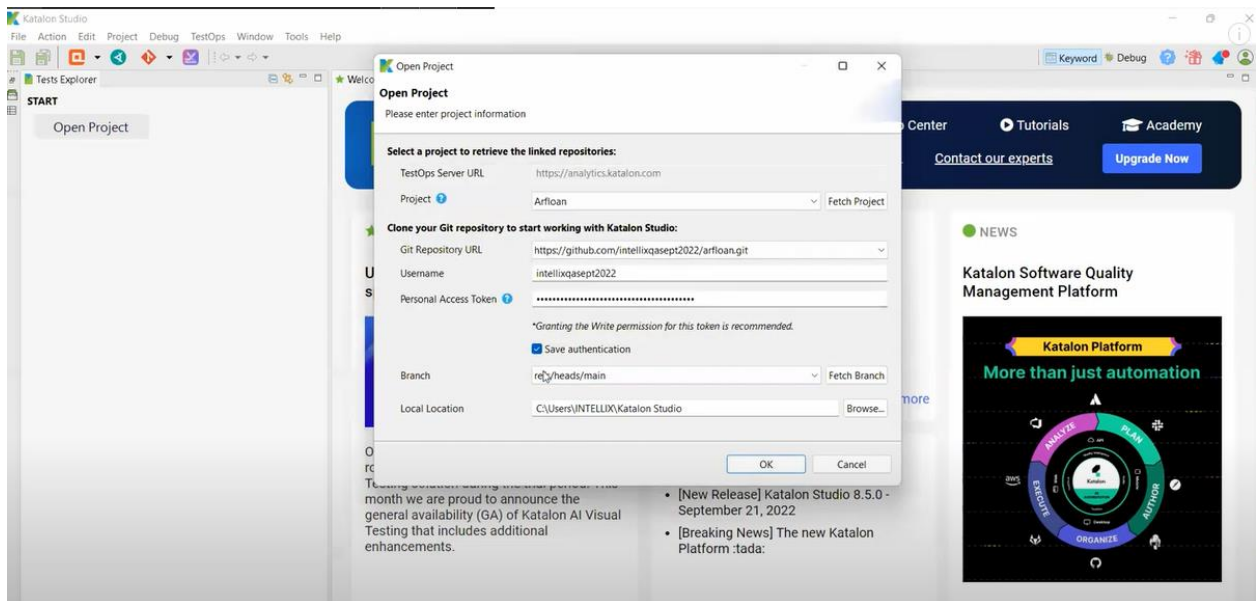 Katalon Studio
File Action Edit Project Debug TestOps Window Tools Help
Keyword Debug
Tests Explorer
START
Open Project
Welco
Open Project
Open Project
Please enter project information
Select a project to retrieve the linked repositories:
TestOps Server URL https://analytics.katalon.com
Project Arfloan Fetch Project
Clone your Git repository to start working with Katalon Studio:
Git Repository URL https://github.com/intellixqasept2022/arfloan.git
Username intellixqasept2022
Personal Access Token ••••••••••••••••••••••••••••••••••••••••
*Granting the Write permission for this token is recommended.
Save authentication
Branch refs/heads/main Fetch Branch
Local Location C:\Users\INTELLIX\Katalon Studio Browse...
OK Cancel
Center Tutorials Academy
Contact our experts Upgrade Now
more
month we are proud to announce the
general availability (GA) of Katalon AI Visual
Testing that includes additional
enhancements.
• [New Release] Katalon Studio 8.5.0 -
September 21, 2022
• [Breaking News] The new Katalon
Platform :tada:
NEWS
Katalon Software Quality
Management Platform
Katalon Platform
More than just automation
ANALYZE
PLAN
AUTHOR
ORGANIZE
EXECUTE
aws
Katalon